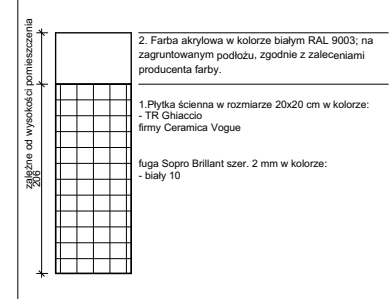 2. Farba akrylowa w kolorze białym RAL 9003; na
zagruntowanym podłożu, zgodnie z zaleceniami
producenta farby.
zależne od wysokości pomieszczenia
206
1.Płytka ścienna w rozmiarze 20x20 cm w kolorze:
- TR Ghiaccio
firmy Ceramica Vogue
fuga Sopro Brillant szer. 2 mm w kolorze:
- biały 10